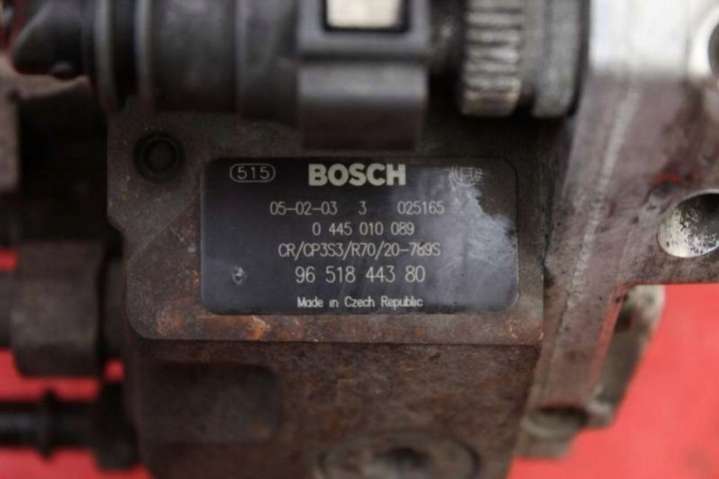 515 BOSCH
05-02-03 3 025165
0 445 010 089
CR/CP3S3/R70/20-789S
96 518 443 80
Made in Czech Republic